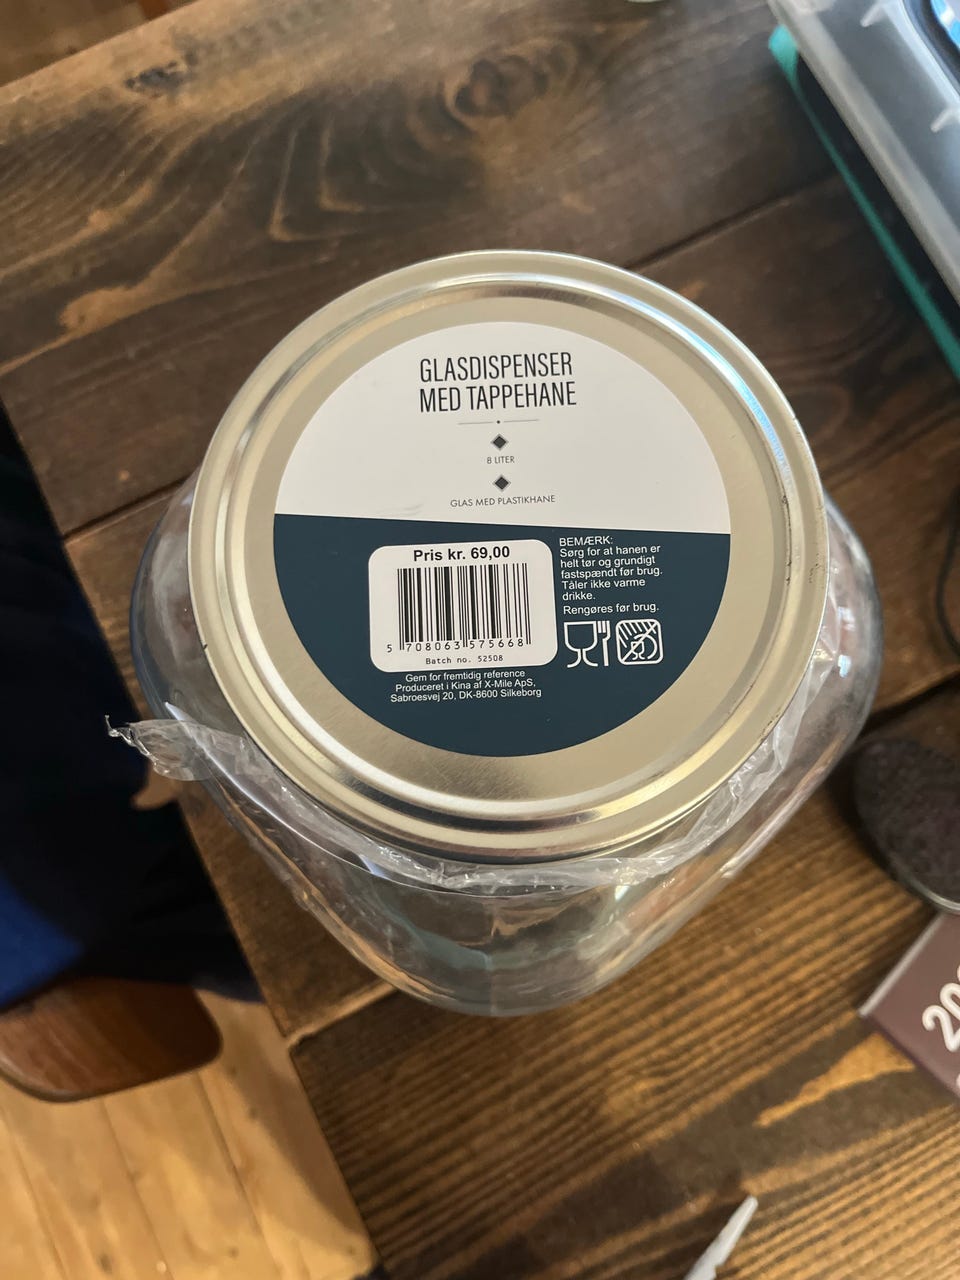 GLASDISPENSER
MED TAPPEHANE
8 LITER
GLAS MED PLASTIKHANE
Pris kr. 69,00
5 708063 575668
Batch no. 52508
BEMÆRK:
Sørg for at hanen er
helt tør og grundigt
fastspændt før brug.
Tåler ikke varme
drikke.
Rengøres før brug.
Gem for fremtidig reference
Produceret i Kina af X-Mile ApS,
Sabroesvej 20, DK-8600 Silkeborg